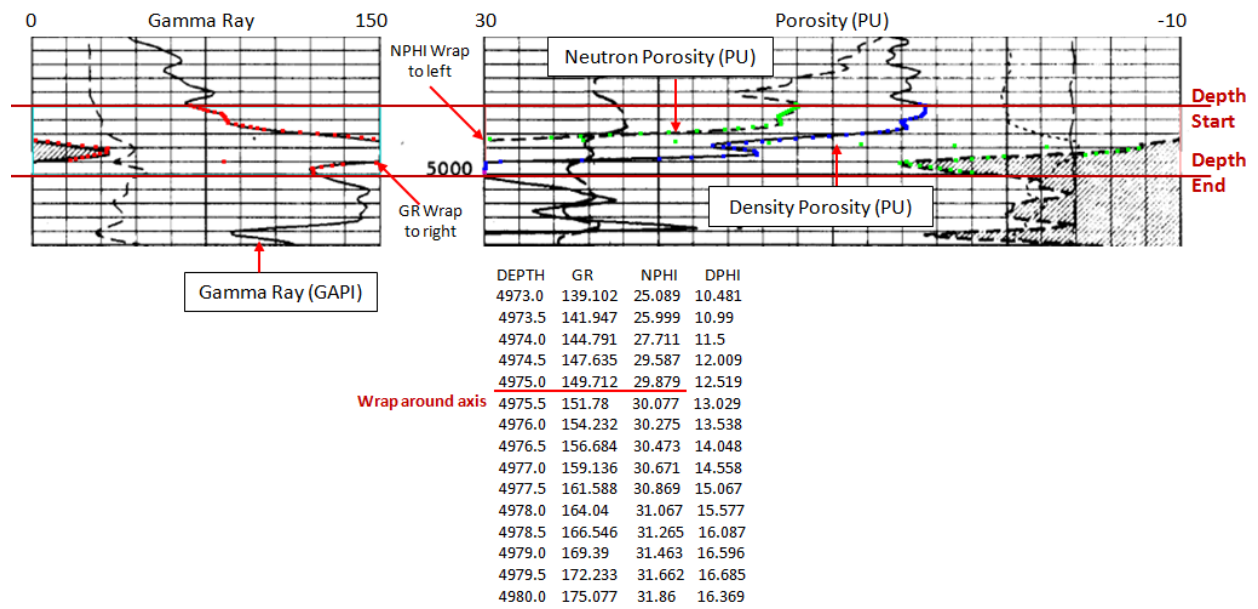 0 Gamma Ray 150 30 Porosity (PU) -10
NPHI Wrap
to left
Neutron Porosity (PU)
Depth
Start
Depth
End
5000
GR Wrap
to right
Density Porosity (PU)
Gamma Ray (GAPI)
DEPTH GR NPHI DPHI
4973.0 139.102 25.089 10.481
4973.5 141.947 25.999 10.99
4974.0 144.791 27.711 11.5
4974.5 147.635 29.587 12.009
4975.0 149.712 29.879 12.519
Wrap around axis
4975.5 151.78 30.077 13.029
4976.0 154.232 30.275 13.538
4976.5 156.684 30.473 14.048
4977.0 159.136 30.671 14.558
4977.5 161.588 30.869 15.067
4978.0 164.04 31.067 15.577
4978.5 166.546 31.265 16.087
4979.0 169.39 31.463 16.596
4979.5 172.233 31.662 16.685
4980.0 175.077 31.86 16.369